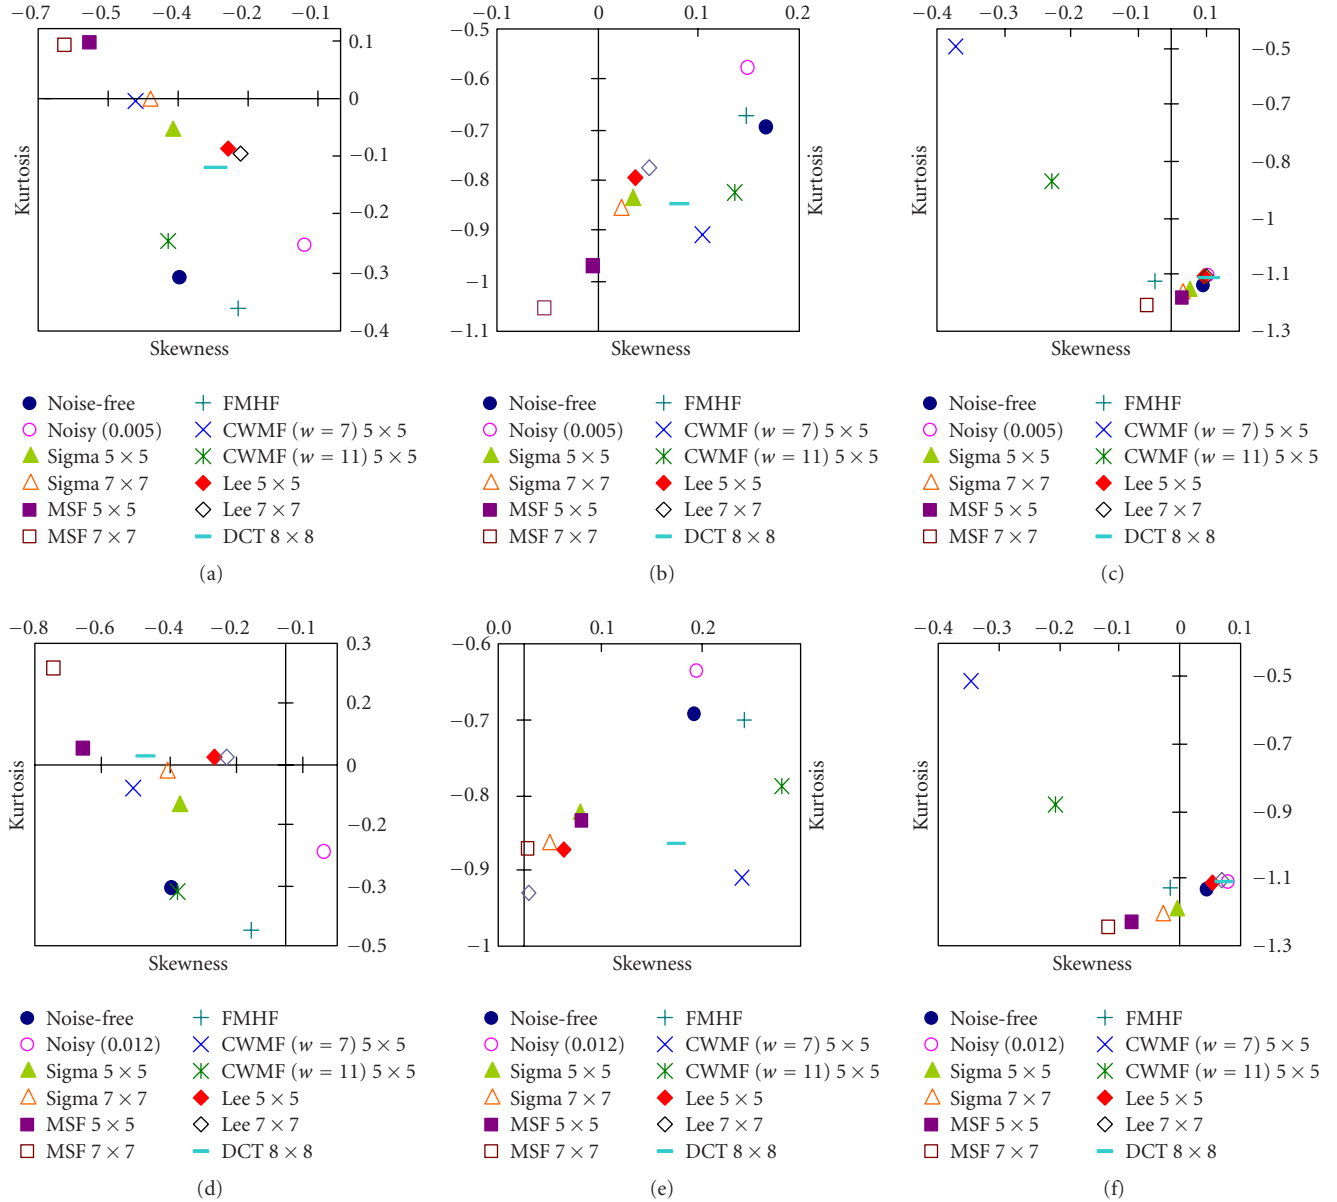 −0.7 −0.5 −0.4 −0.2 −0.1
0.1
0
−0.1
−0.2
−0.3
−0.4
Kurtosis
Skewness
Noise-free FMHF
Noisy (0.005) CWMF (w = 7) 5 × 5
Sigma 5 × 5 CWMF (w = 11) 5 × 5
Sigma 7 × 7 Lee 5 × 5
MSF 5 × 5 Lee 7 × 7
MSF 7 × 7 DCT 8 × 8
(a)
−0.1 0 0.1 0.2
−0.5
−0.6
−0.7
−0.8
−0.9
−1
−1.1
Kurtosis
Skewness
Noise-free FMHF
Noisy (0.005) CWMF (w = 7) 5 × 5
Sigma 5 × 5 CWMF (w = 11) 5 × 5
Sigma 7 × 7 Lee 5 × 5
MSF 5 × 5 Lee 7 × 7
MSF 7 × 7 DCT 8 × 8
(b)
−0.4 −0.3 −0.2 −0.1 0.1
−0.5
−0.7
−0.8
−1
−1.1
−1.3
Kurtosis
Skewness
Noise-free FMHF
Noisy (0.005) CWMF (w = 7) 5 × 5
Sigma 5 × 5 CWMF (w = 11) 5 × 5
Sigma 7 × 7 Lee 5 × 5
MSF 5 × 5 Lee 7 × 7
MSF 7 × 7 DCT 8 × 8
(c)
−0.8 −0.6 −0.4 −0.2 −0.1
0.3
0.2
0
−0.2
−0.3
−0.5
Kurtosis
Skewness
Noise-free FMHF
Noisy (0.012) CWMF (w = 7) 5 × 5
Sigma 5 × 5 CWMF (w = 11) 5 × 5
Sigma 7 × 7 Lee 5 × 5
MSF 5 × 5 Lee 7 × 7
MSF 7 × 7 DCT 8 × 8
(d)
0.0 0.1 0.2
−0.6
−0.7
−0.8
−0.9
−1
Kurtosis
Skewness
Noise-free FMHF
Noisy (0.012) CWMF (w = 7) 5 × 5
Sigma 5 × 5 CWMF (w = 11) 5 × 5
Sigma 7 × 7 Lee 5 × 5
MSF 5 × 5 Lee 7 × 7
MSF 7 × 7 DCT 8 × 8
(e)
−0.4 −0.3 −0.2 −0.1 0 0.1
−0.5
−0.7
−0.9
−1.1
−1.3
Kurtosis
Skewness
Noise-free FMHF
Noisy (0.012) CWMF (w = 7) 5 × 5
Sigma 5 × 5 CWMF (w = 11) 5 × 5
Sigma 7 × 7 Lee 5 × 5
MSF 5 × 5 Lee 7 × 7
MSF 7 × 7 DCT 8 × 8
(f)